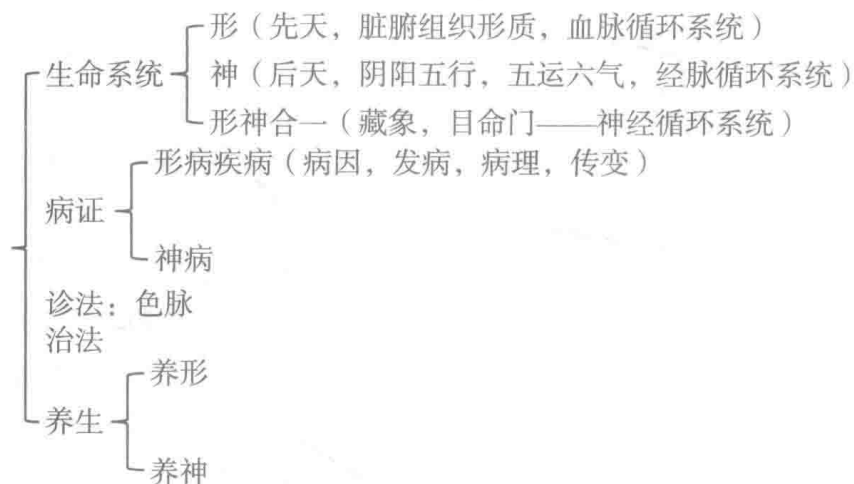 形（先天，脏腑组织形质，血脉循环系统）
生命系统
神（后天，阴阳五行，五运六气，经脉循环系统）
形神合一（藏象，目命门——神经循环系统）
形病疾病（病因，发病，病理，传变）
病证
神病
诊法：色脉
治法
养形
养生
养神